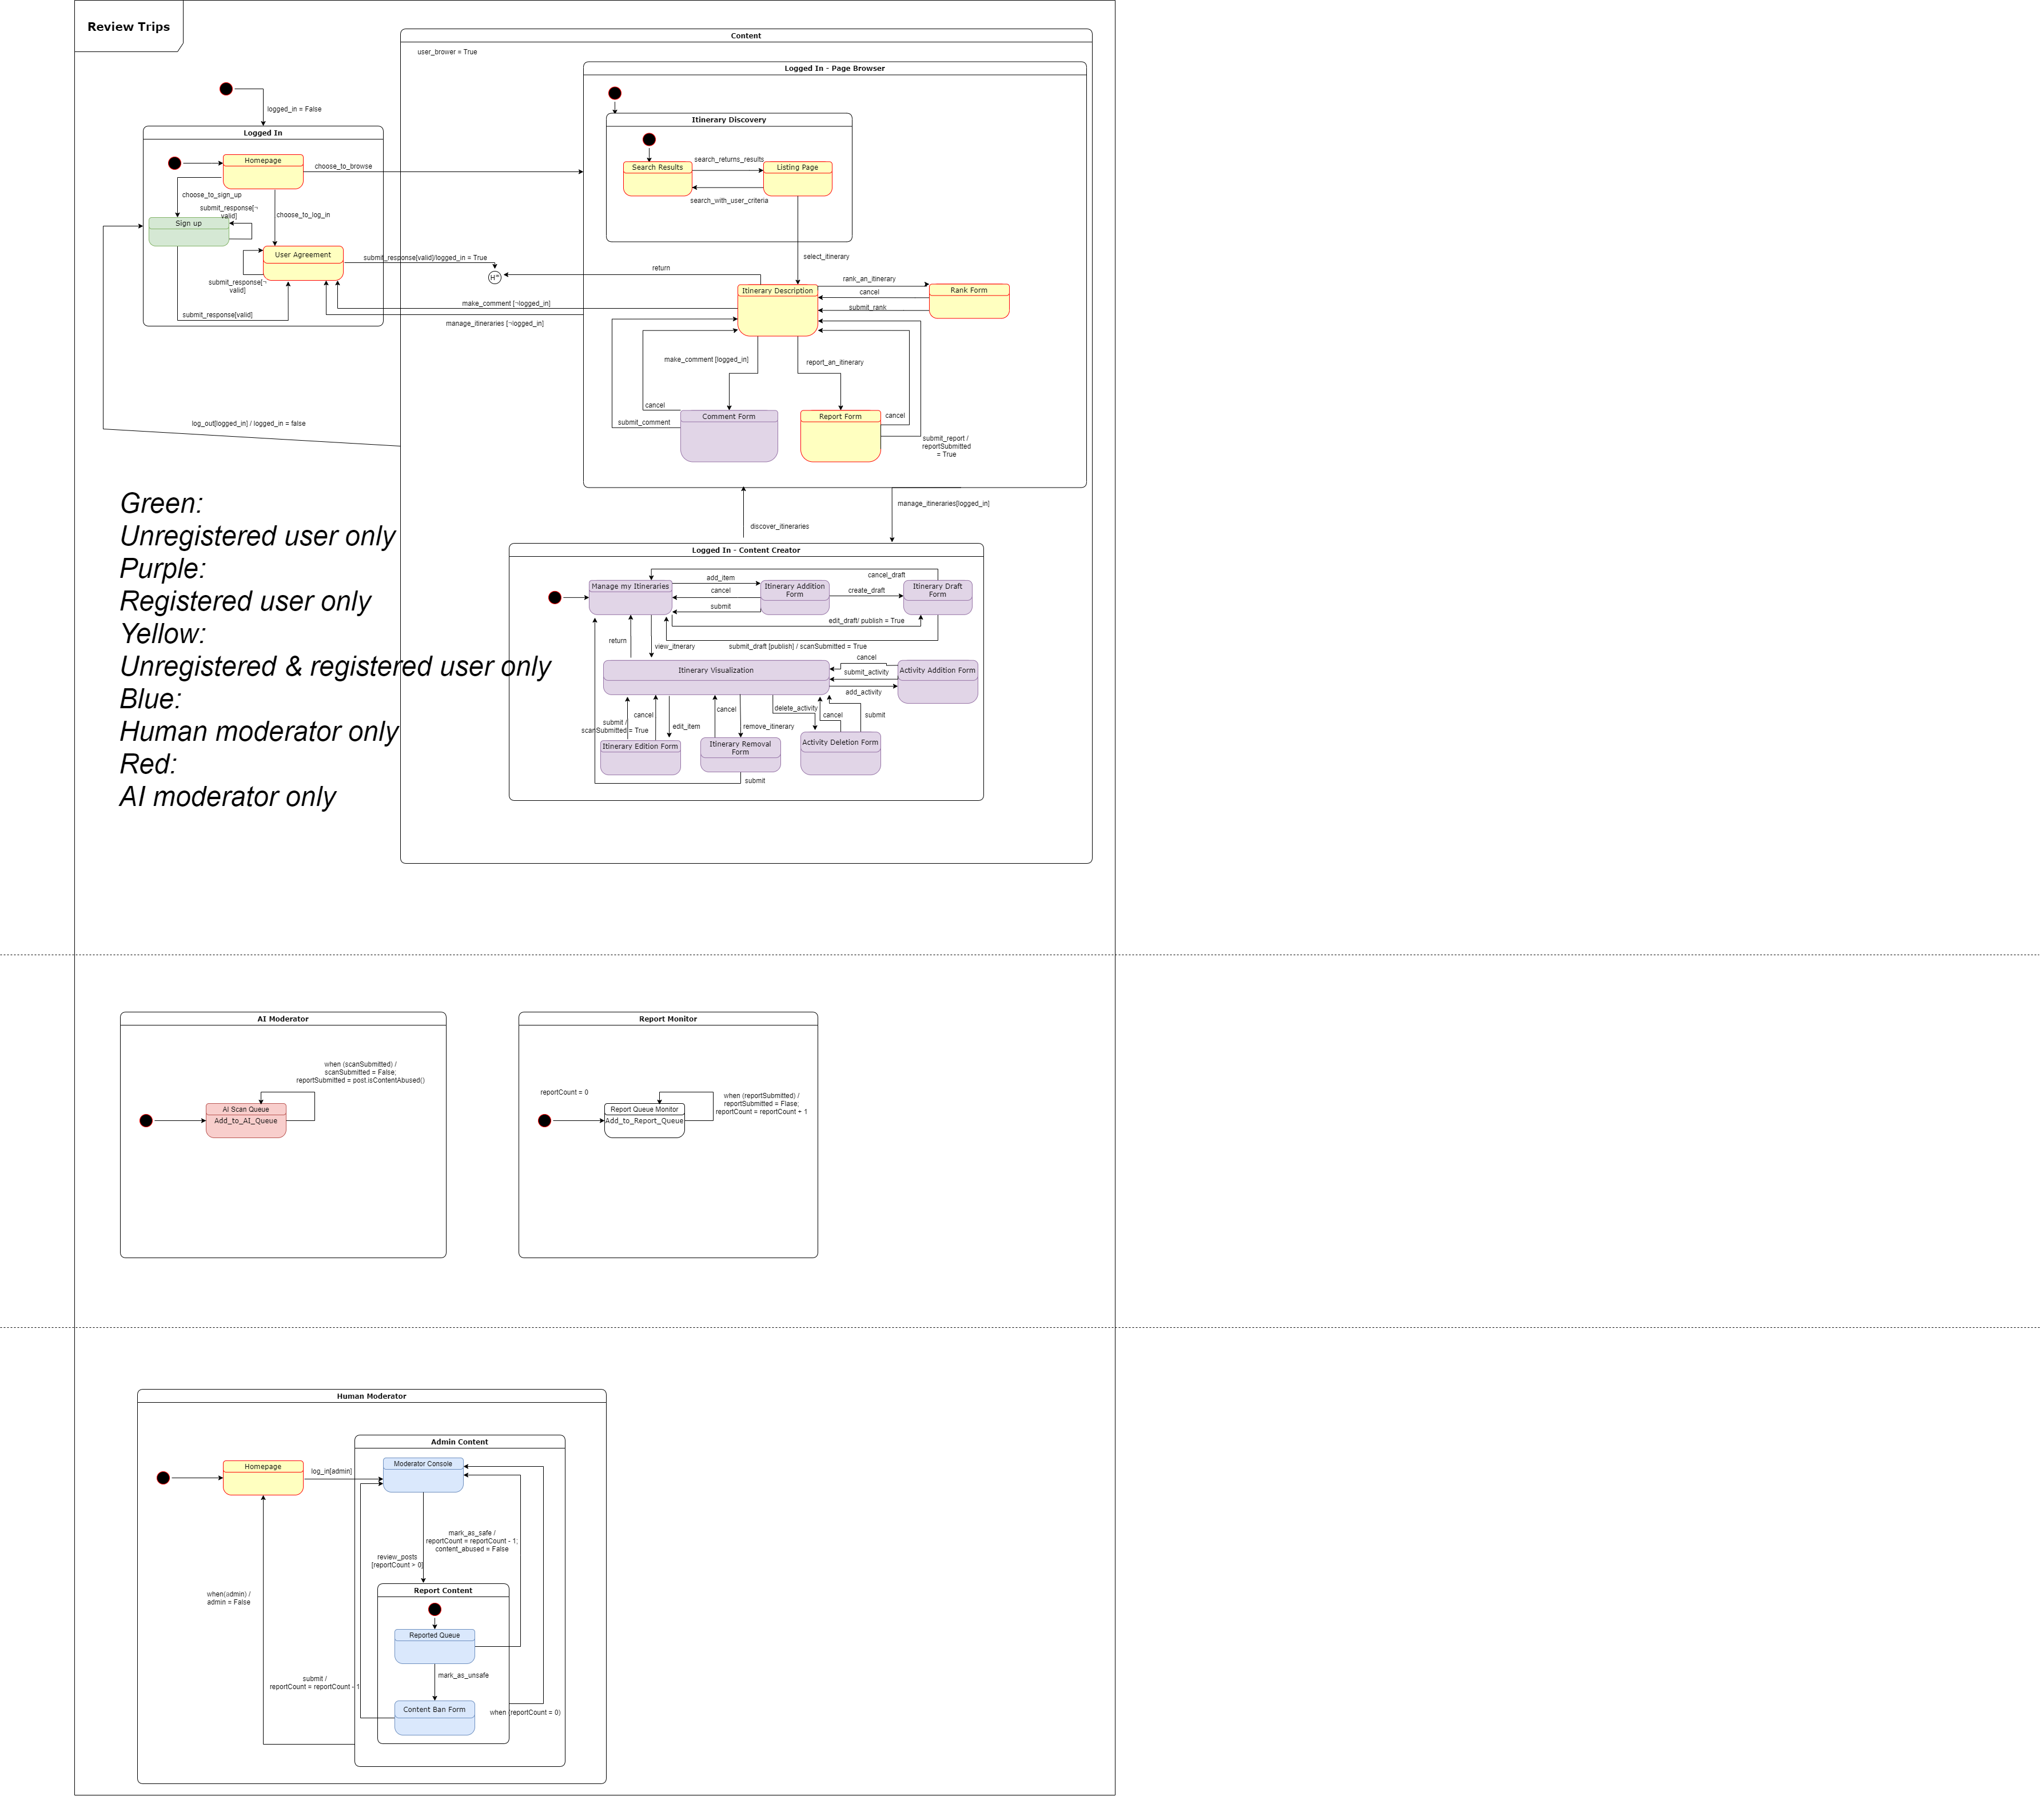 Review Trips
Content
user_brower = True
Logged In - Page Browser
logged_in = False
Logged In
Homepage
choose_to_browse
choose_to_sign_up
submit_response[¬
valid]
choose_to_log_in
Sign up
User Agreement
submit_response[¬
valid]
submit_response[valid]
submit_response[valid]/logged_in = True
H*
Itinerary Discovery
Search Results
search_returns_results
Listing Page
search_with_user_criteria
select_itinerary
return
Itinerary Description
rank_an_itinerary
cancel
submit_rank
Rank Form
make_comment [¬logged_in]
manage_itineraries [¬logged_in]
make_comment [logged_in]
report_an_itinerary
cancel
submit_comment
Comment Form
Report Form
cancel
submit_report /
reportSubmitted
= True
log_out[logged_in] / logged_in = false
discover_itineraries
manage_itineraries[logged_in]
Green:
Unregistered user only
Purple:
Registered user only
Yellow:
Unregistered & registered user only
Blue:
Human moderator only
Red:
AI moderator only
Logged In - Content Creator
Manage my Itineraries
add_item
cancel
submit
Itinerary Addition
Form
create_draft
cancel_draft
Itinerary Draft
Form
edit_draft/ publish = True
submit_draft [publish] / scanSubmitted = True
return
view_itnerary
Itinerary Visualization
cancel
submit_activity
add_activity
Activity Addition Form
submit /
scanSubmitted = True
cancel
edit_item
cancel
remove_itinerary
delete_activity
cancel
submit
Itinerary Edition Form
Itinerary Removal
Form
Activity Deletion Form
submit
AI Moderator
when (scanSubmitted) /
scanSubmitted = False;
reportSubmitted = post.isContentAbused()
AI Scan Queue
Add_to_AI_Queue
Report Monitor
reportCount = 0
Report Queue Monitor
Add_to_Report_Queue
when (reportSubmitted) /
reportSubmitted = Flase;
reportCount = reportCount + 1
Human Moderator
Homepage
log_in[admin]
Admin Content
Moderator Console
mark_as_safe /
reportCount = reportCount - 1;
content_abused = False
review_posts
[reportCount > 0]
Report Content
Reported Queue
mark_as_unsafe
Content Ban Form
when(admin) /
admin = False
submit /
reportCount = reportCount - 1
when (reportCount = 0)